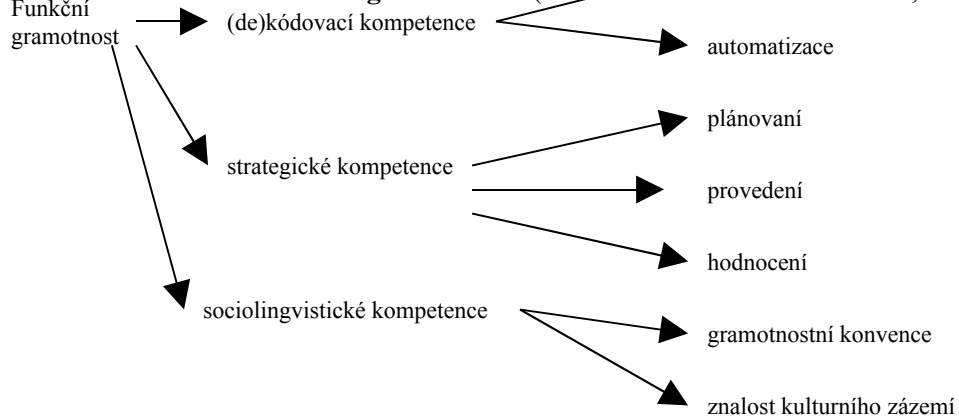 Funkční
gramotnost
(de)kódovací kompetence
automatizace
strategické kompetence
plánovaní
provedení
hodnocení
sociolingvistické kompetence
gramotnostní konvence
znalost kulturního zázemí